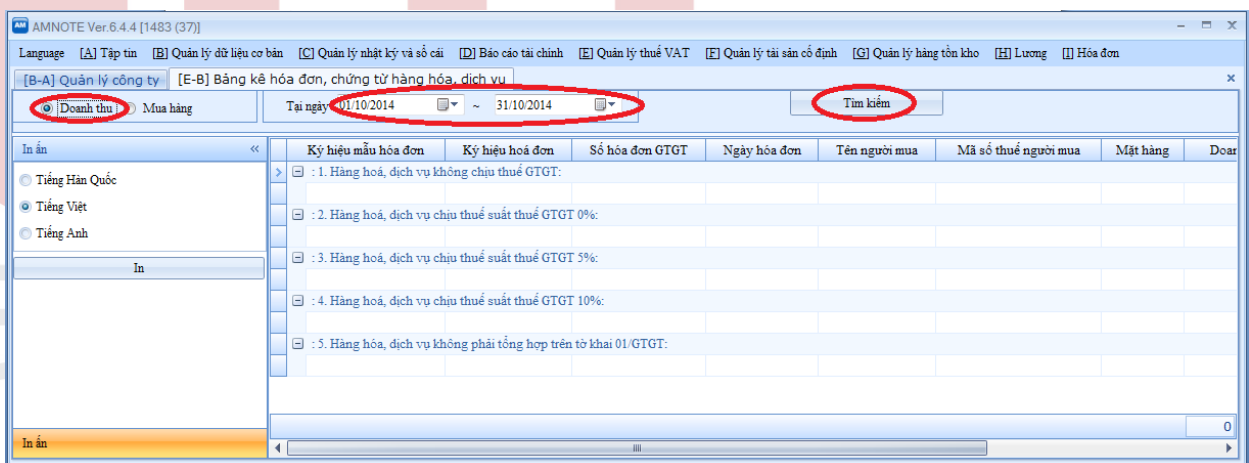 AMNOTE Ver.6.4.4 [1483 (37)]
Language [A] Tập tin [B] Quản lý dữ liệu cơ bản [C] Quản lý nhật ký và sổ cái [D] Báo cáo tài chính [E] Quản lý thuế VAT [F] Quản lý tài sản cố định [G] Quản lý hàng tồn kho [H] Lương [I] Hóa đơn
[B-A] Quản lý công ty [E-B] Bảng kê hóa đơn, chứng từ hàng hóa, dịch vụ
Doanh thu Mua hàng Tại ngày 01/10/2014 ~ 31/10/2014 Tìm kiếm
In ấn « Ký hiệu mẫu hóa đơn Ký hiệu hoá đơn Số hóa đơn GTGT Ngày hóa đơn Tên người mua Mã số thuế người mua Mặt hàng Doan
Tiếng Hàn Quốc
Tiếng Việt
Tiếng Anh
In
: 1. Hàng hoá, dịch vụ không chịu thuế GTGT:
: 2. Hàng hoá, dịch vụ chịu thuế suất thuế GTGT 0%:
: 3. Hàng hoá, dịch vụ chịu thuế suất thuế GTGT 5%:
: 4. Hàng hoá, dịch vụ chịu thuế suất thuế GTGT 10%:
: 5. Hàng hóa, dịch vụ không phải tổng hợp trên tờ khai 01/GTGT:
0
In ấn